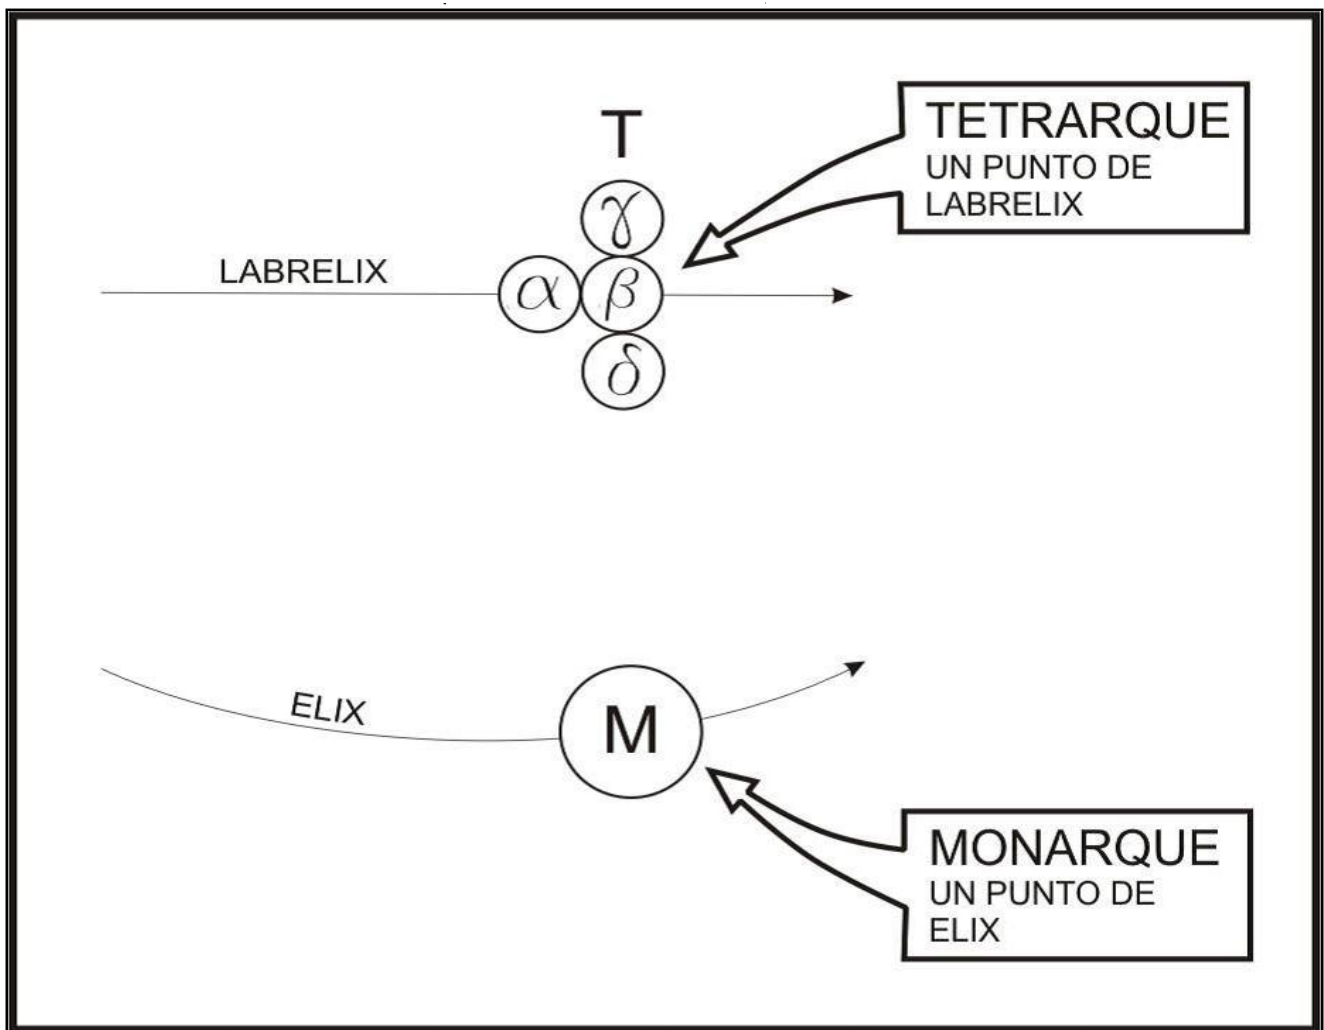 T
TETRARQUE
UN PUNTO DE
LABRELIX
γ
LABRELIX
α β
δ
ELIX
M
MONARQUE
UN PUNTO DE
ELIX